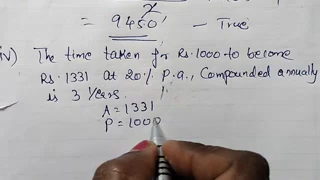 2
= 9450 - True
iv) The time taken for Rs.1000 to become
Rs. 1331 at 20% P.a., Compounded annually
is 3 Years.
A = 1331
P = 1000